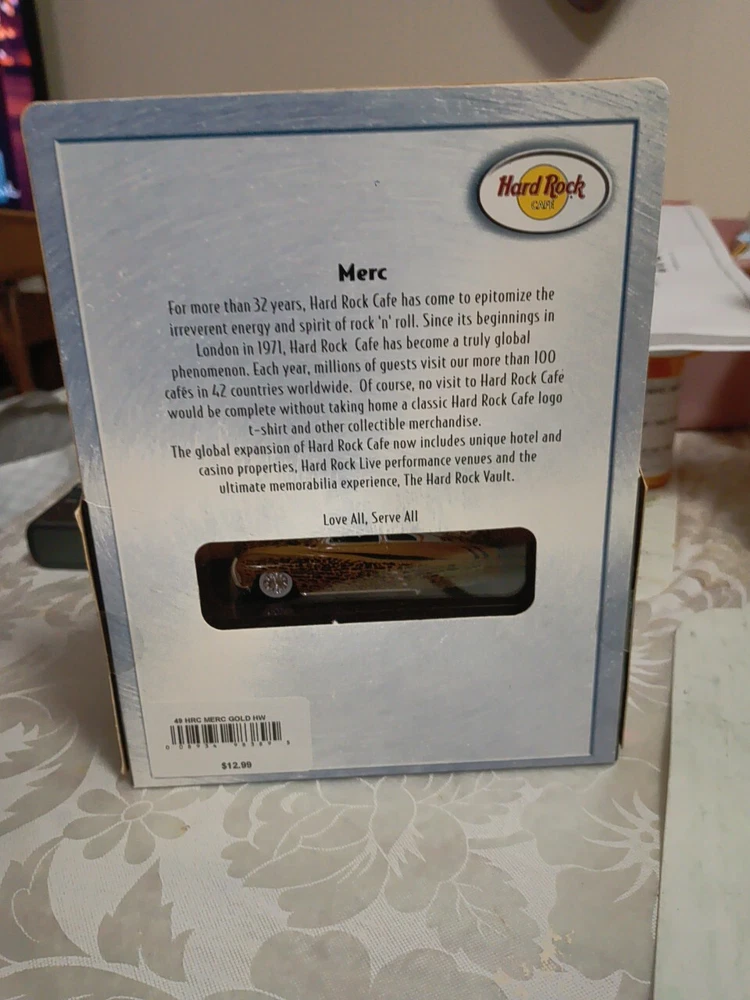 Hard Rock
CAFE
Merc
For more than 32 years, Hard Rock Cafe has come to epitomize the
irreverent energy and spirit of rock 'n' roll. Since its beginnings in
London in 1971, Hard Rock Cafe has become a truly global
phenomenon. Each year, millions of guests visit our more than 100
cafés in 42 countries worldwide. Of course, no visit to Hard Rock Cafe
would be complete without taking home a classic Hard Rock Cafe logo
t-shirt and other collectible merchandise.
The global expansion of Hard Rock Cafe now includes unique hotel and
casino properties, Hard Rock Live performance venues and the
ultimate memorabilia experience, The Hard Rock Vault.
Love All, Serve All
49 HRC MERC GOLD HW
$12.99